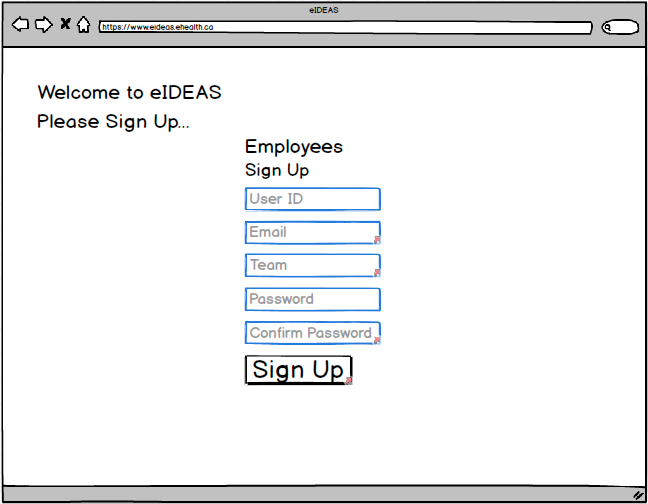 eIDEAS
https://www.eideas.ehealth.ca
Welcome to eIDEAS
Please Sign Up...
Employees
Sign Up
User ID
Email
Team
Password
Confirm Password
Sign Up